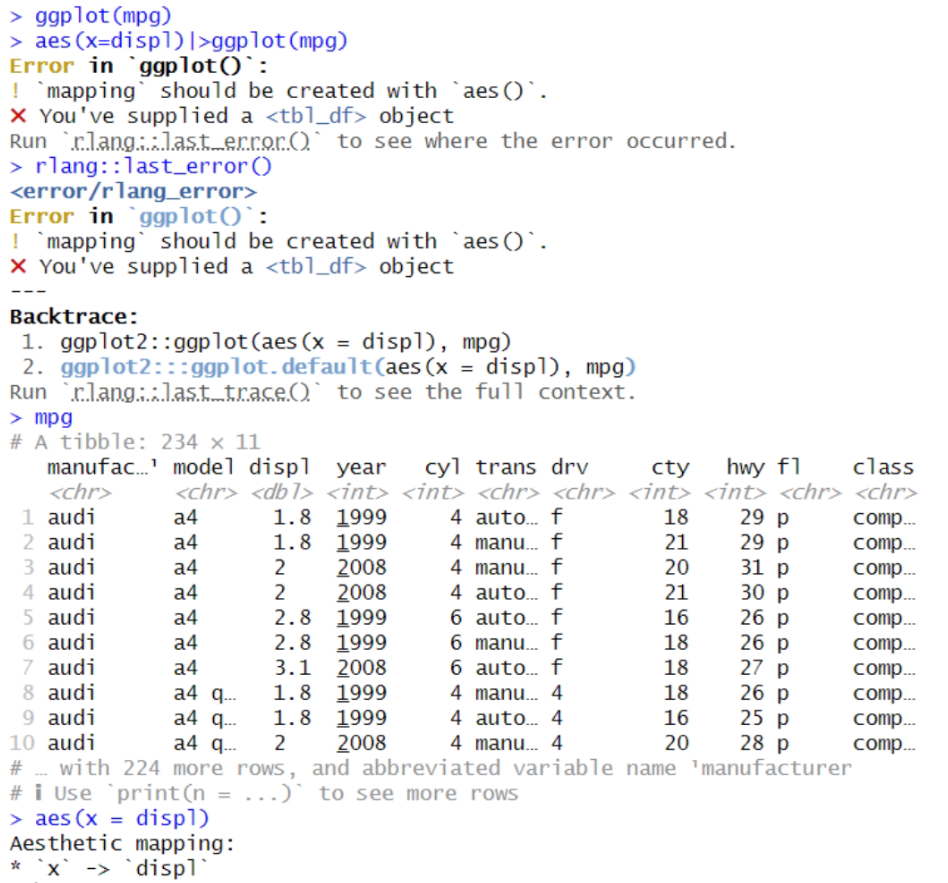 > ggplot(mpg)
> aes(x=displ)|>ggplot(mpg)
Error in `ggplot()`:
! `mapping` should be created with `aes()`.
✖ You've supplied a <tbl_df> object
Run `rlang::last_error()` to see where the error occurred.
> rlang::last_error()
<error/rlang_error>
Error in `ggplot()`:
! `mapping` should be created with `aes()`.
✖ You've supplied a <tbl_df> object
---
Backtrace:
 1. ggplot2::ggplot(aes(x = displ), mpg)
 2. ggplot2:::ggplot.default(aes(x = displ), mpg)
Run `rlang::last_trace()` to see the full context.
> mpg
# A tibble: 234 × 11
   manufac…¹ model displ  year   cyl trans drv     cty   hwy fl    class
   <chr>     <chr> <dbl> <int> <int> <chr> <chr> <int> <int> <chr> <chr>
 1 audi      a4      1.8  1999     4 auto… f        18    29 p     comp…
 2 audi      a4      1.8  1999     4 manu… f        21    29 p     comp…
 3 audi      a4      2    2008     4 manu… f        20    31 p     comp…
 4 audi      a4      2    2008     4 auto… f        21    30 p     comp…
 5 audi      a4      2.8  1999     6 auto… f        16    26 p     comp…
 6 audi      a4      2.8  1999     6 manu… f        18    26 p     comp…
 7 audi      a4      3.1  2008     6 auto… f        18    27 p     comp…
 8 audi      a4 q…   1.8  1999     4 manu… 4        18    26 p     comp…
 9 audi      a4 q…   1.8  1999     4 auto… 4        16    25 p     comp…
10 audi      a4 q…   2    2008     4 manu… 4        20    28 p     comp…
# … with 224 more rows, and abbreviated variable name ¹manufacturer
# ℹ Use `print(n = ...)` to see more rows
> aes(x = displ)
Aesthetic mapping:
* `x` -> `displ`